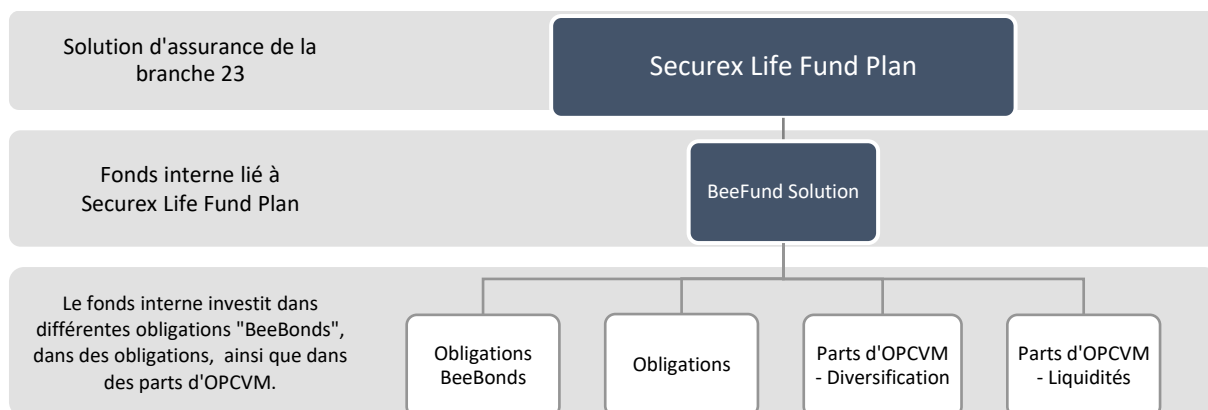 Solution d'assurance de la
branche 23
Securex Life Fund Plan
Fonds interne lié à
Securex Life Fund Plan
BeeFund Solution
Le fonds interne investit dans
différentes obligations "BeeBonds",
dans des obligations, ainsi que dans
des parts d'OPCVM.
Obligations
BeeBonds
Obligations
Parts d'OPCVM
- Diversification
Parts d'OPCVM
- Liquidités